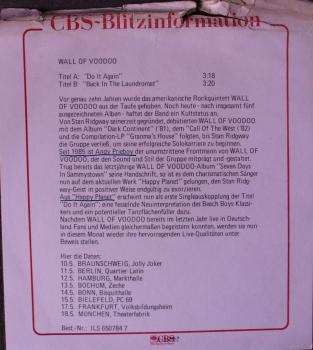 CBS-Blitzinformation
WALL OF VOODOO
Titel A: "Do It Again" 3:18
Titel B: "Back In The Laundromat" 3:20
Vor genau zehn Jahren wurde das amerikanische Rockquintett WALL
OF VOODOO aus der Taufe gehoben. Noch heute - nach insgesamt fünf
ausgezeichneten Alben - haftet der Band ein Kultstatus an.
Von Stan Ridgway seinerzeit gegründet, debütierten WALL OF VOODOO
mit dem Album "Dark Continent" ('81), dem "Call Of The West ('82)
und die Compilation-LP "Granma's House" folgten, bis Stan Ridgway
die Gruppe verließ, um seine erfolgreiche Solokarriere zu beginnen.
Seit 1985 ist Andy Prieboy der unumstrittene Frontmann von WALL OF
VOODOO, der den Sound und Stil der Gruppe mitprägt und -gestaltet.
Trug bereits das letztjährige WALL OF VOODOO-Album "Seven Days
In Sammystown" seine Handschrift, so ist es dem charismatischen Sänger
nun auf dem aktuellen Werk "Happy Planet" gelungen, den Stan Ridg-
way-Geist in positiver Weise endgültig zu exorzieren.
Aus "Happy Planet" erscheint nun als erste Singleauskopplung der Titel
"Do It Again": eine fesselnde Neuinterpretation des Beach Boys-Klassi-
kers und ein potentieller Tanzflächenfüller dazu.
Nachdem WALL OF VOODOO bereits im letzten Jahr live in Deutsch-
land Fans und Medien gleichermaßen begeistern konnten, werden sie nun
in diesem Monat wieder ihre hervorragenden Live-Qualitäten unter
Beweis stellen.
Hier die Daten:
10.5. BRAUNSCHWEIG, Jolly Joker
11.5. BERLIN, Quartier Latin
12.5. HAMBURG, Markthalle
13.5. BOCHUM, Zeche
14.5. BONN, Biskuithalle
15.5. BIELEFELD, PC 69
17.5. FRANKFURT, Volksbildungsheim
18.5. MÜNCHEN, Theaterfabrik
Best.-Nr.: ILS 650784 7
CBS